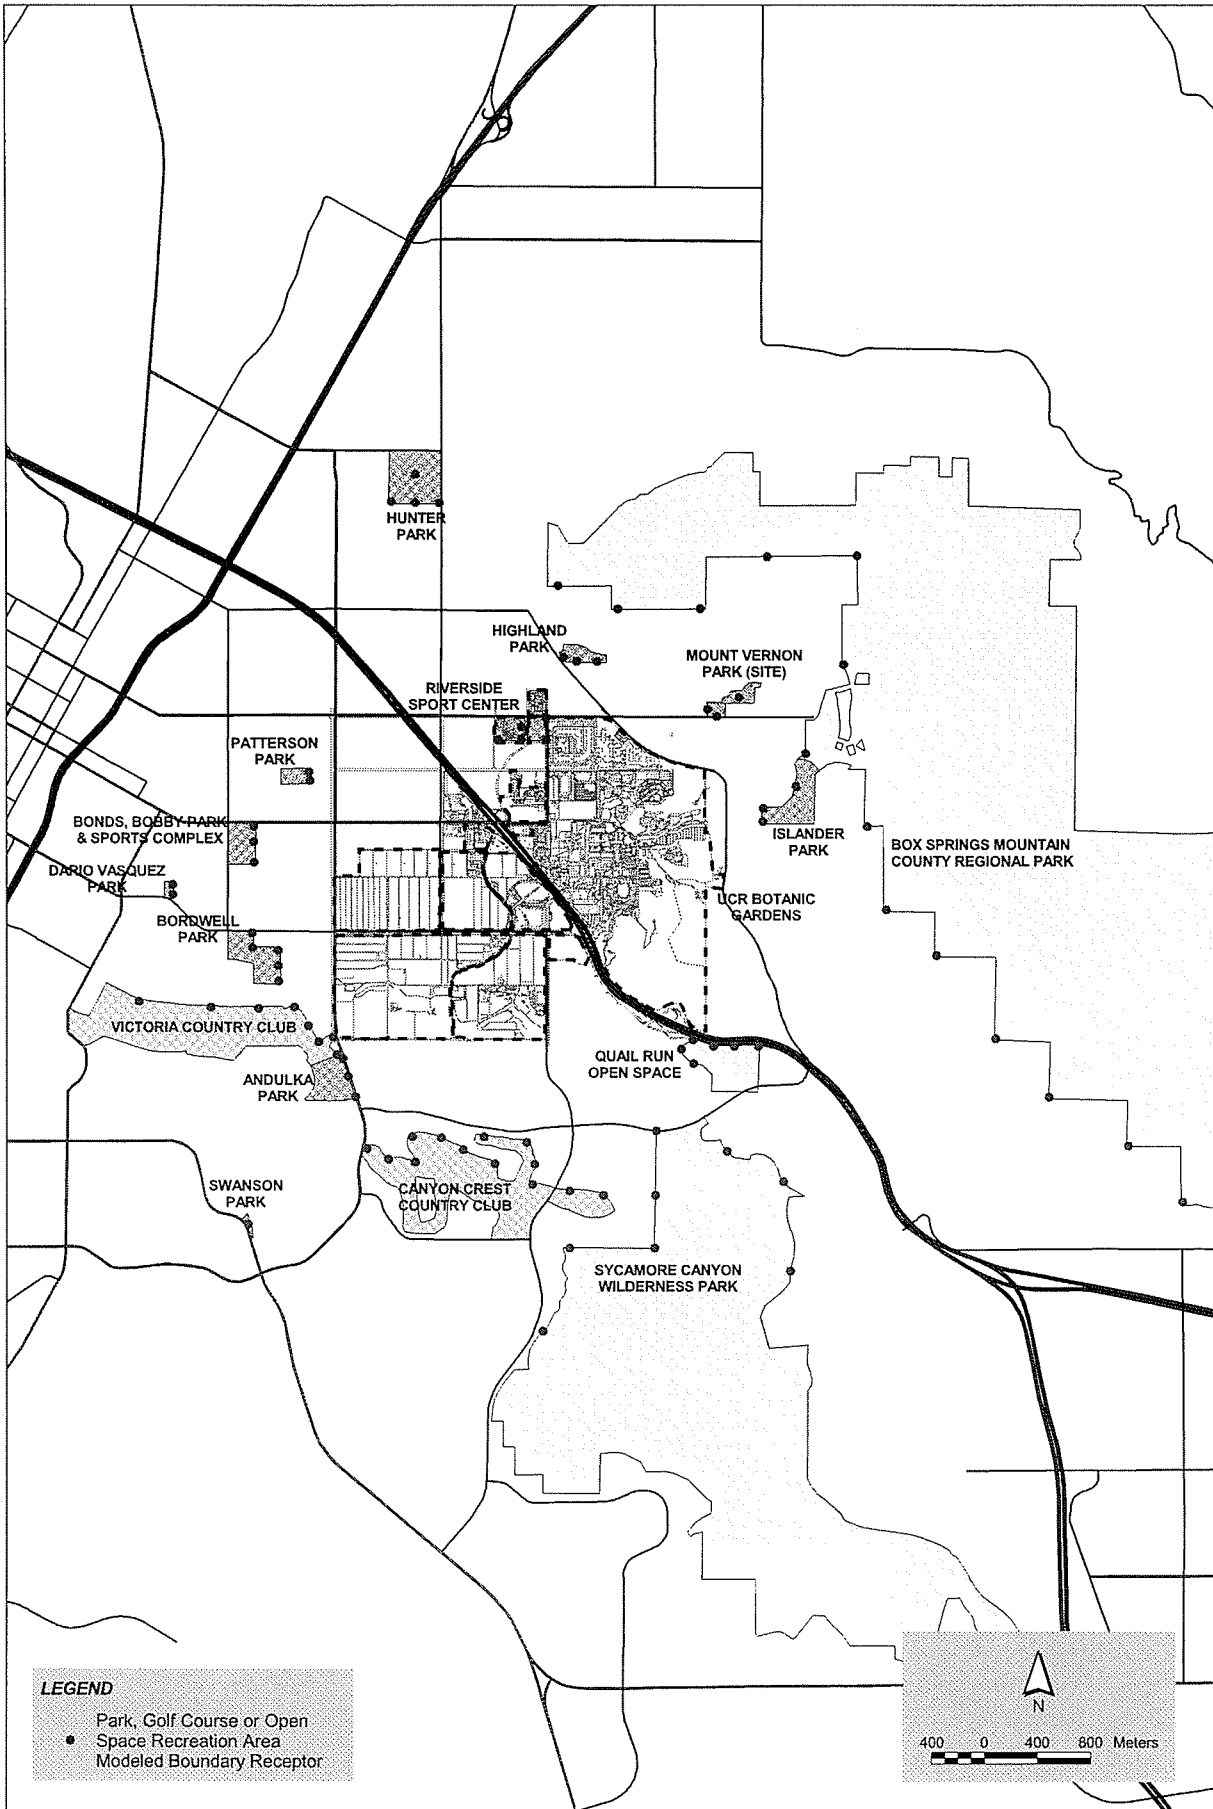 HUNTER
PARK
HIGHLAND
PARK
MOUNT VERNON
PARK (SITE)
RIVERSIDE
SPORT CENTER
PATTERSON
PARK
BONDS, BOBBY PARK
& SPORTS COMPLEX
ISLANDER
PARK
BOX SPRINGS MOUNTAIN
COUNTY REGIONAL PARK
DARIO VASQUEZ
PARK
UCR BOTANIC
GARDENS
BORDWELL
PARK
VICTORIA COUNTRY CLUB
QUAIL RUN
OPEN SPACE
ANDULKA
PARK
SWANSON
PARK
CANYON CREST
COUNTRY CLUB
SYCAMORE CANYON
WILDERNESS PARK
LEGEND
Park, Golf Course or Open
Space Recreation Area
Modeled Boundary Receptor
N
400 0 400 800 Meters